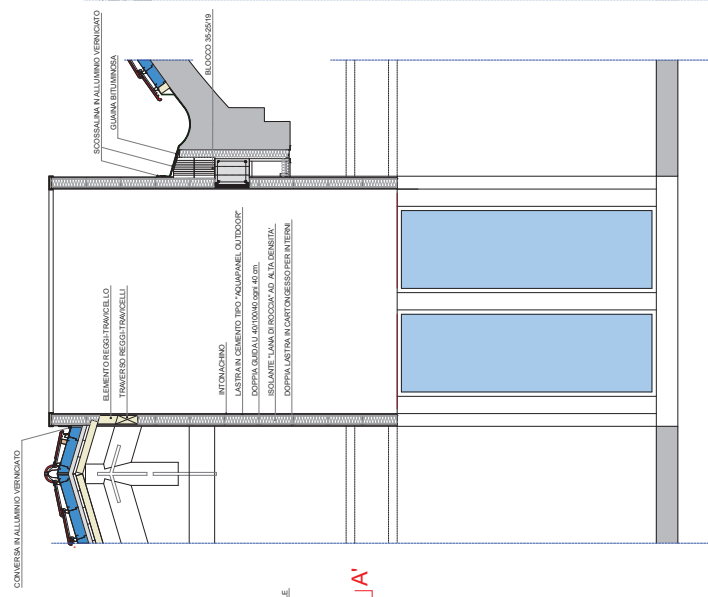 CONVERSA IN ALLUMINIO VERNICIATO
SCOSSALINA IN ALLUMINIO VERNICIATO
GUAINA BITUMINOSA
BLOCCO 35-25/19
ELEMENTO REGGI-TRAVICELLO
TRAVERSO REGGI-TRAVICELLI
INTONACHINO
LASTRA IN CEMENTO TIPO "AQUAPANEL OUTDOOR"
DOPPIA GUIDA U 40/100/40 ogni 40 cm
ISOLANTE "LANA DI ROCCIA" AD ALTA DENSITA'
DOPPIA LASTRA IN CARTONGESSO PER INTERNI
E
A'